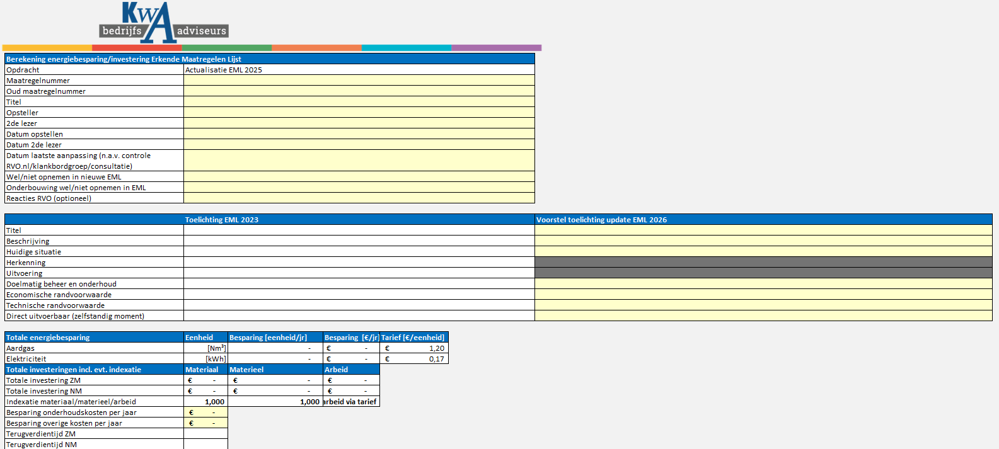 KWA
bedrijfs adviseurs
Berekening energiebesparing/investering Erkende Maatregelen Lijst
Opdracht Actualisatie EML 2025
Maatregelnummer
Oud maatregelnummer
Titel
Opsteller
2de lezer
Datum opstellen
Datum 2de lezer
Datum laatste aanpassing (n.a.v. controle
RVO.nl/klankbordgroep/consultatie)
Wel/niet opnemen in nieuwe EML
Onderbouwing wel/niet opnemen in EML
Reacties RVO (optioneel)
Toelichting EML 2023 Voorstel toelichting update EML 2026
Titel
Beschrijving
Huidige situatie
Herkenning
Uitvoering
Doelmatig beheer en onderhoud
Economische randvoorwaarde
Technische randvoorwaarde
Direct uitvoerbaar (zelfstandig moment)
Totale energiebesparing Eenheid Besparing [eenheid/jr] Besparing [€/jr] Tarief [€/eenheid]
Aardgas [Nm³] - € - € 1,20
Elektriciteit [kWh] - € - € 0,17
Totale investeringen incl. evt. indexatie Materiaal Materieel Arbeid
Totale investering ZM € - € - € -
Totale investering NM € - € - € -
Indexatie materiaal/materieel/arbeid 1,000 1,000 arbeid via tarief
Besparing onderhoudskosten per jaar € -
Besparing overige kosten per jaar € -
Terugverdientijd ZM
Terugverdientijd NM